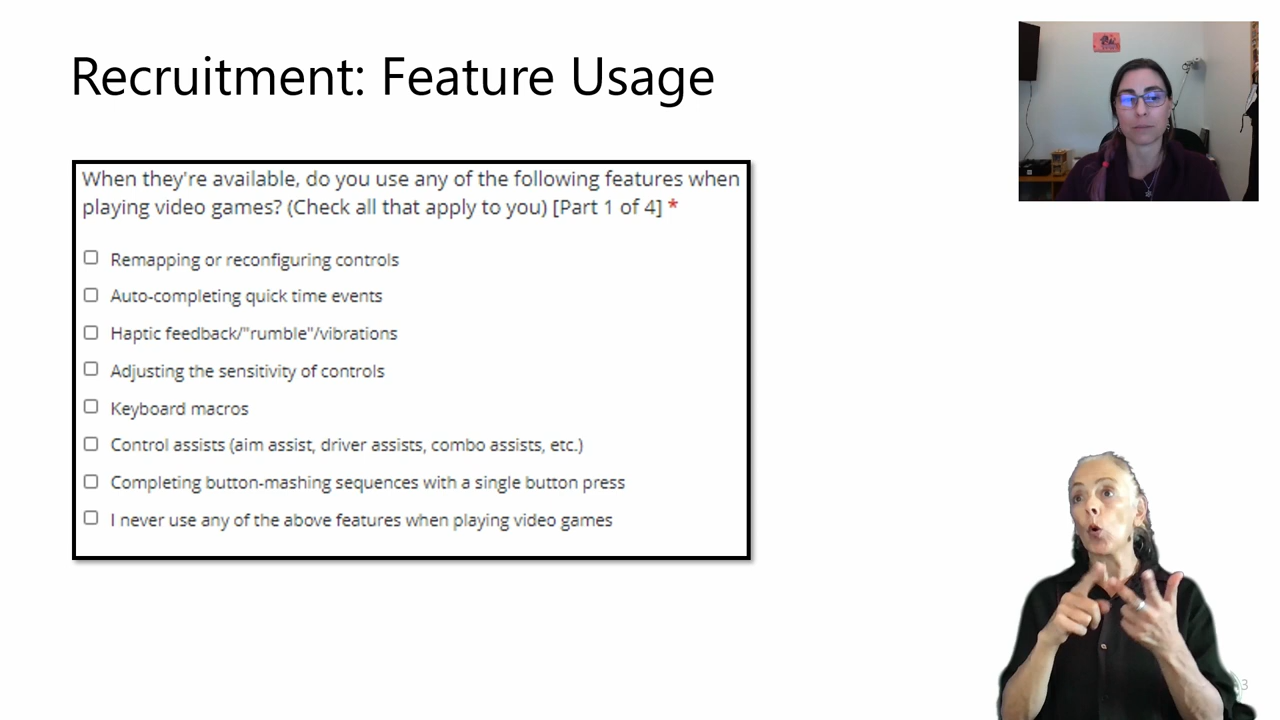 Recruitment: Feature Usage
When they're available, do you use any of the following features when
playing video games? (Check all that apply to you) [Part 1 of 4] *
Remapping or reconfiguring controls
Auto-completing quick time events
Haptic feedback/"rumble"/vibrations
Adjusting the sensitivity of controls
Keyboard macros
Control assists (aim assist, driver assists, combo assists, etc.)
Completing button-mashing sequences with a single button press
I never use any of the above features when playing video games
3